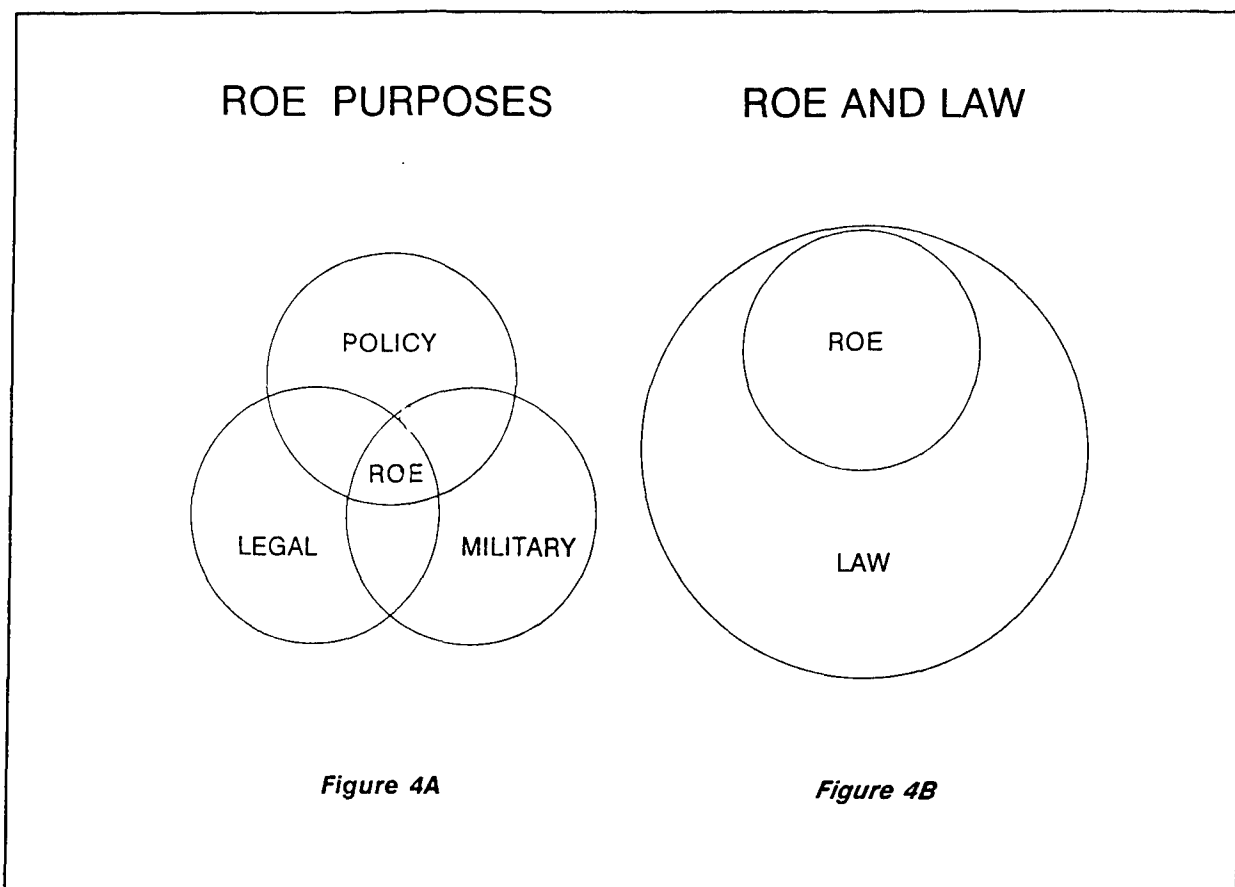 ROE PURPOSES
POLICY
ROE
LEGAL
MILITARY
Figure 4A
ROE AND LAW
ROE
LAW
Figure 4B